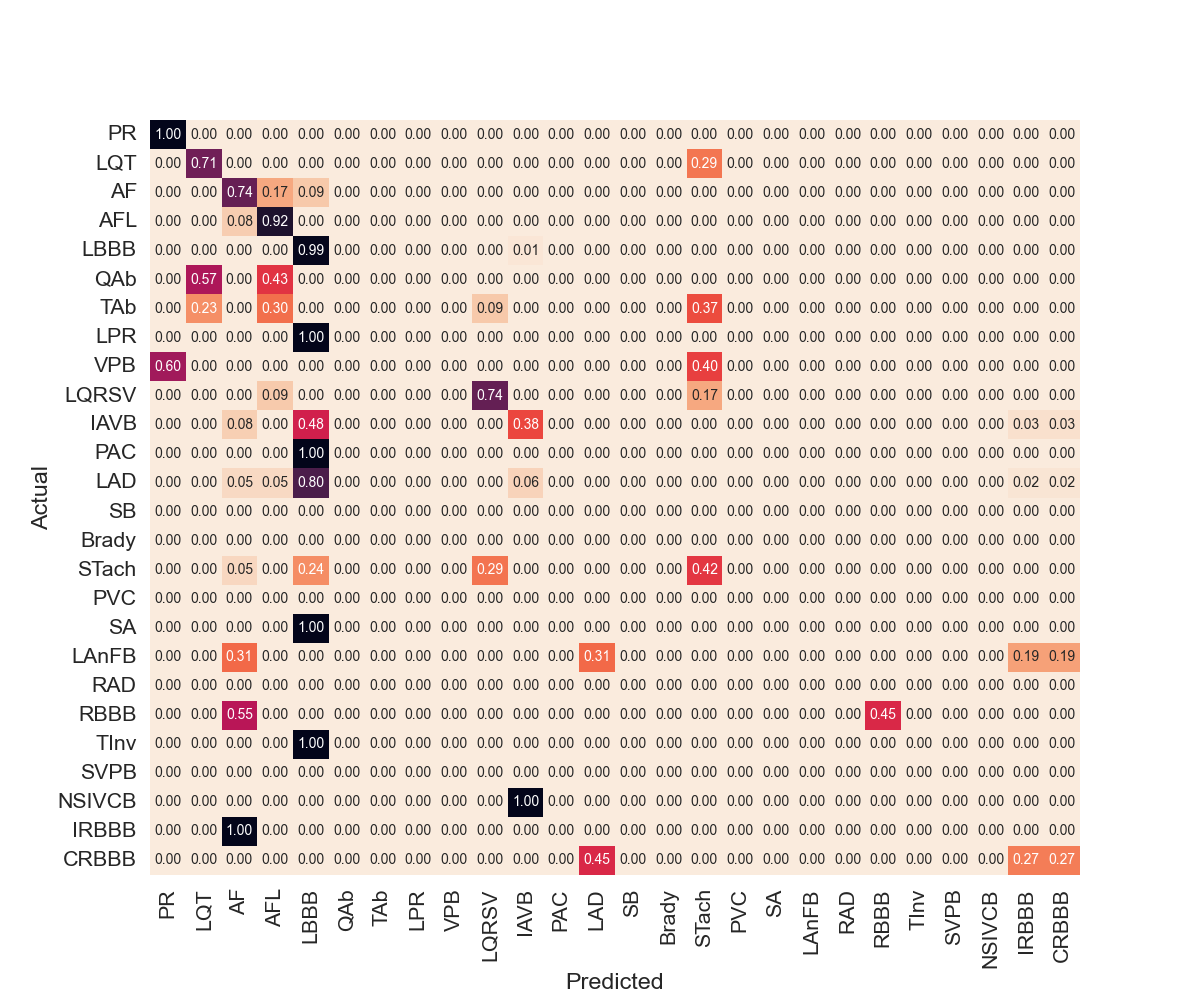 PR 1.00 0.00 0.00 0.00 0.00 0.00 0.00 0.00 0.00 0.00 0.00 0.00 0.00 0.00 0.00 0.00 0.00 0.00 0.00 0.00 0.00 0.00 0.00 0.00 0.00 0.00
LQT 0.00 0.71 0.00 0.00 0.00 0.00 0.00 0.00 0.00 0.00 0.00 0.00 0.00 0.00 0.00 0.29 0.00 0.00 0.00 0.00 0.00 0.00 0.00 0.00 0.00 0.00
AF 0.00 0.00 0.74 0.17 0.09 0.00 0.00 0.00 0.00 0.00 0.00 0.00 0.00 0.00 0.00 0.00 0.00 0.00 0.00 0.00 0.00 0.00 0.00 0.00 0.00 0.00
AFL 0.00 0.00 0.08 0.92 0.00 0.00 0.00 0.00 0.00 0.00 0.00 0.00 0.00 0.00 0.00 0.00 0.00 0.00 0.00 0.00 0.00 0.00 0.00 0.00 0.00 0.00
LBBB 0.00 0.00 0.00 0.00 0.99 0.00 0.00 0.00 0.00 0.00 0.01 0.00 0.00 0.00 0.00 0.00 0.00 0.00 0.00 0.00 0.00 0.00 0.00 0.00 0.00 0.00
QAb 0.00 0.57 0.00 0.43 0.00 0.00 0.00 0.00 0.00 0.00 0.00 0.00 0.00 0.00 0.00 0.00 0.00 0.00 0.00 0.00 0.00 0.00 0.00 0.00 0.00 0.00
TAb 0.00 0.23 0.00 0.30 0.00 0.00 0.00 0.00 0.00 0.09 0.00 0.00 0.00 0.00 0.00 0.37 0.00 0.00 0.00 0.00 0.00 0.00 0.00 0.00 0.00 0.00
LPR 0.00 0.00 0.00 0.00 1.00 0.00 0.00 0.00 0.00 0.00 0.00 0.00 0.00 0.00 0.00 0.00 0.00 0.00 0.00 0.00 0.00 0.00 0.00 0.00 0.00 0.00
VPB 0.60 0.00 0.00 0.00 0.00 0.00 0.00 0.00 0.00 0.00 0.00 0.00 0.00 0.00 0.00 0.40 0.00 0.00 0.00 0.00 0.00 0.00 0.00 0.00 0.00 0.00
LQRSV 0.00 0.00 0.00 0.09 0.00 0.00 0.00 0.00 0.00 0.74 0.00 0.00 0.00 0.00 0.00 0.17 0.00 0.00 0.00 0.00 0.00 0.00 0.00 0.00 0.00 0.00
IAVB 0.00 0.00 0.08 0.00 0.48 0.00 0.00 0.00 0.00 0.00 0.38 0.00 0.00 0.00 0.00 0.00 0.00 0.00 0.00 0.00 0.00 0.00 0.00 0.00 0.03 0.03
PAC 0.00 0.00 0.00 0.00 1.00 0.00 0.00 0.00 0.00 0.00 0.00 0.00 0.00 0.00 0.00 0.00 0.00 0.00 0.00 0.00 0.00 0.00 0.00 0.00 0.00 0.00
LAD 0.00 0.00 0.05 0.05 0.80 0.00 0.00 0.00 0.00 0.00 0.06 0.00 0.00 0.00 0.00 0.00 0.00 0.00 0.00 0.00 0.00 0.00 0.00 0.00 0.02 0.02
SB 0.00 0.00 0.00 0.00 0.00 0.00 0.00 0.00 0.00 0.00 0.00 0.00 0.00 0.00 0.00 0.00 0.00 0.00 0.00 0.00 0.00 0.00 0.00 0.00 0.00 0.00
Brady 0.00 0.00 0.00 0.00 0.00 0.00 0.00 0.00 0.00 0.00 0.00 0.00 0.00 0.00 0.00 0.00 0.00 0.00 0.00 0.00 0.00 0.00 0.00 0.00 0.00 0.00
STach 0.00 0.00 0.05 0.00 0.24 0.00 0.00 0.00 0.00 0.29 0.00 0.00 0.00 0.00 0.00 0.42 0.00 0.00 0.00 0.00 0.00 0.00 0.00 0.00 0.00 0.00
PVC 0.00 0.00 0.00 0.00 0.00 0.00 0.00 0.00 0.00 0.00 0.00 0.00 0.00 0.00 0.00 0.00 0.00 0.00 0.00 0.00 0.00 0.00 0.00 0.00 0.00 0.00
SA 0.00 0.00 0.00 0.00 1.00 0.00 0.00 0.00 0.00 0.00 0.00 0.00 0.00 0.00 0.00 0.00 0.00 0.00 0.00 0.00 0.00 0.00 0.00 0.00 0.00 0.00
LAnFB 0.00 0.00 0.31 0.00 0.00 0.00 0.00 0.00 0.00 0.00 0.00 0.00 0.31 0.00 0.00 0.00 0.00 0.00 0.00 0.00 0.00 0.00 0.00 0.00 0.19 0.19
RAD 0.00 0.00 0.00 0.00 0.00 0.00 0.00 0.00 0.00 0.00 0.00 0.00 0.00 0.00 0.00 0.00 0.00 0.00 0.00 0.00 0.00 0.00 0.00 0.00 0.00 0.00
RBBB 0.00 0.00 0.55 0.00 0.00 0.00 0.00 0.00 0.00 0.00 0.00 0.00 0.00 0.00 0.00 0.00 0.00 0.00 0.00 0.00 0.45 0.00 0.00 0.00 0.00 0.00
TInv 0.00 0.00 0.00 0.00 1.00 0.00 0.00 0.00 0.00 0.00 0.00 0.00 0.00 0.00 0.00 0.00 0.00 0.00 0.00 0.00 0.00 0.00 0.00 0.00 0.00 0.00
SVPB 0.00 0.00 0.00 0.00 0.00 0.00 0.00 0.00 0.00 0.00 0.00 0.00 0.00 0.00 0.00 0.00 0.00 0.00 0.00 0.00 0.00 0.00 0.00 0.00 0.00 0.00
NSIVCB 0.00 0.00 0.00 0.00 0.00 0.00 0.00 0.00 0.00 0.00 1.00 0.00 0.00 0.00 0.00 0.00 0.00 0.00 0.00 0.00 0.00 0.00 0.00 0.00 0.00 0.00
IRBBB 0.00 0.00 1.00 0.00 0.00 0.00 0.00 0.00 0.00 0.00 0.00 0.00 0.00 0.00 0.00 0.00 0.00 0.00 0.00 0.00 0.00 0.00 0.00 0.00 0.00 0.00
CRBBB 0.00 0.00 0.00 0.00 0.00 0.00 0.00 0.00 0.00 0.00 0.00 0.00 0.45 0.00 0.00 0.00 0.00 0.00 0.00 0.00 0.00 0.00 0.00 0.00 0.27 0.27
Actual
PR LQT AF AFL LBBB QAb TAb LPR VPB LQRSV IAVB PAC LAD SB Brady STach PVC SA LAnFB RAD RBBB TInv SVPB NSIVCB IRBBB CRBBB
Predicted